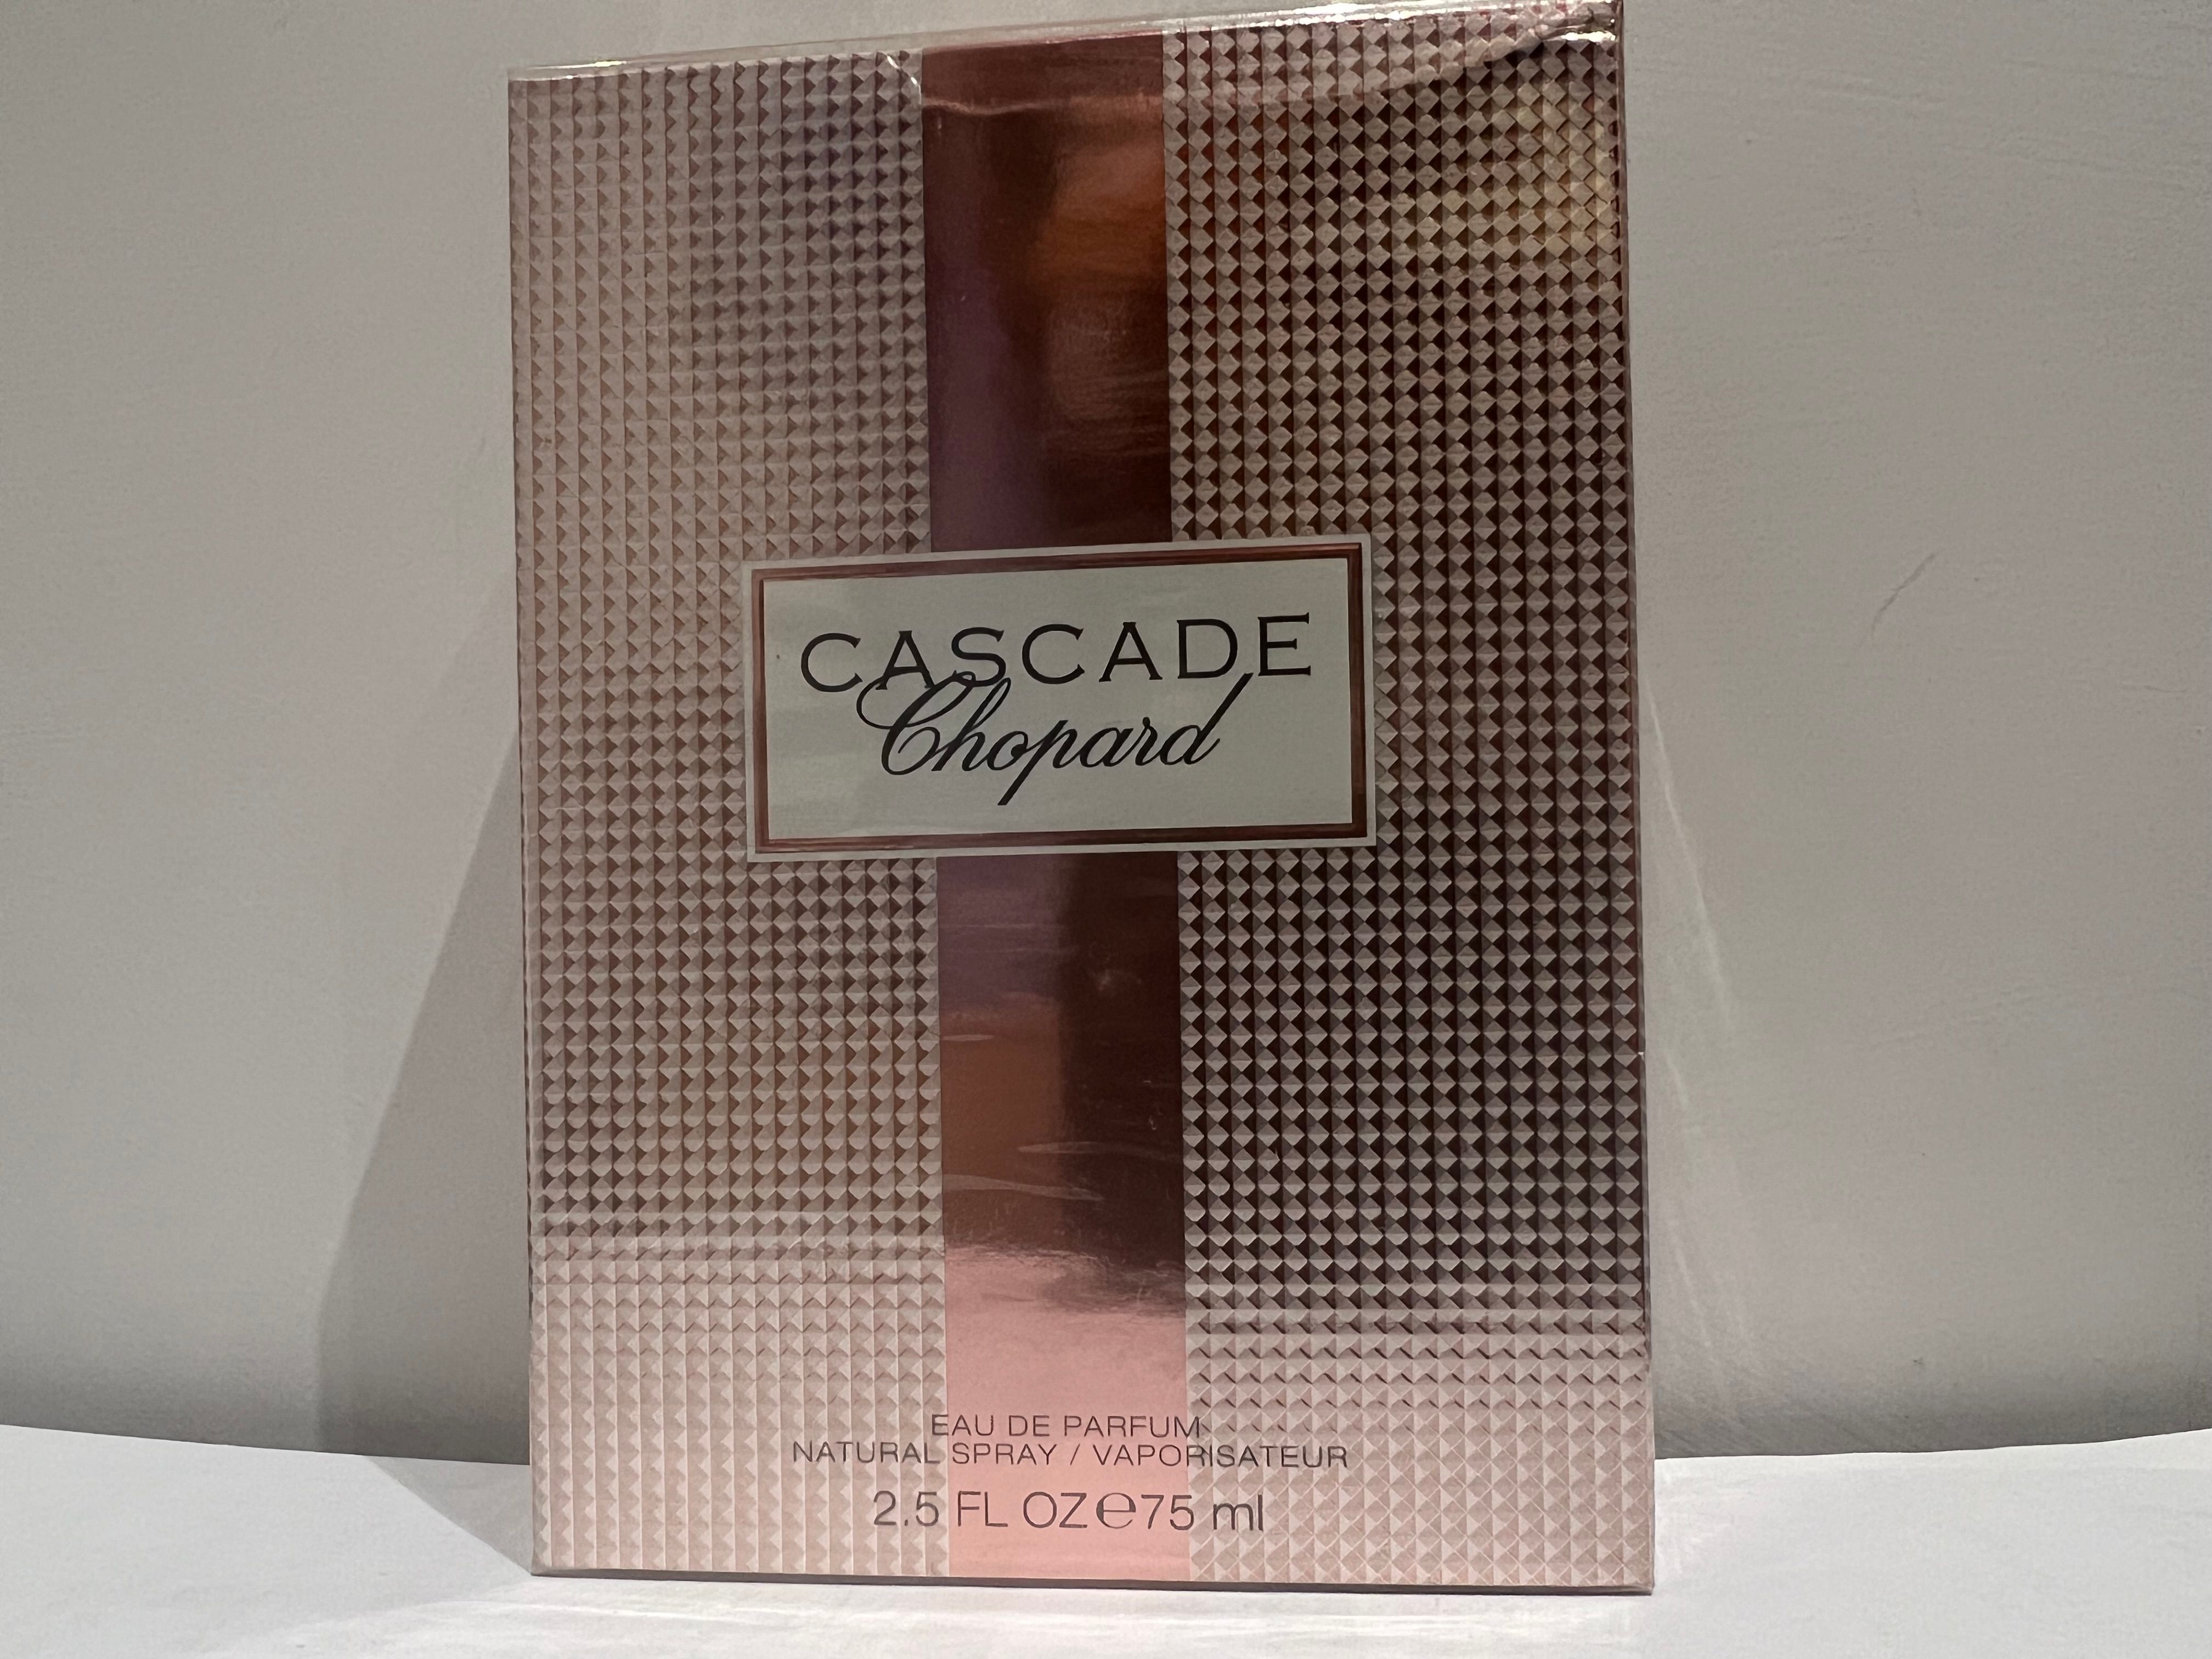 CASCADE
Chopard
EAU DE PARFUM
NATURAL SPRAY / VAPORISATEUR
2.5 FL OZ℮75 ml